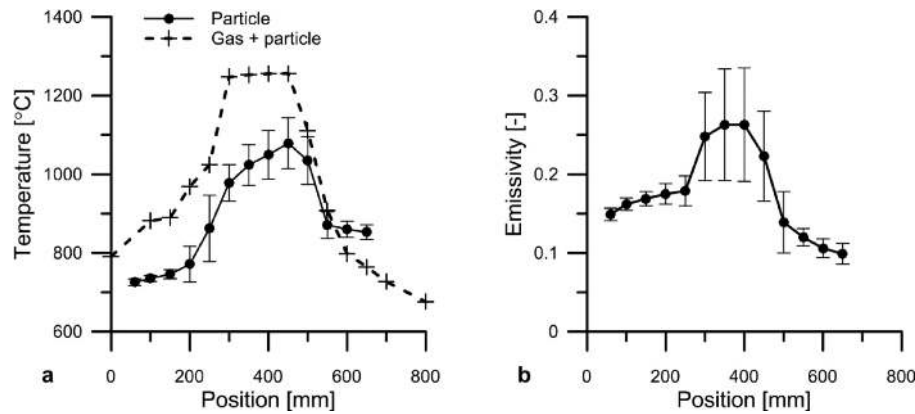 Particle
Gas + particle
Temperature [°C]
1400
1200
1000
800
600
0 200 400 600 800
Position [mm]
a
Emissivity [-]
0.4
0.3
0.2
0.1
0
0 200 400 600 800
Position [mm]
b